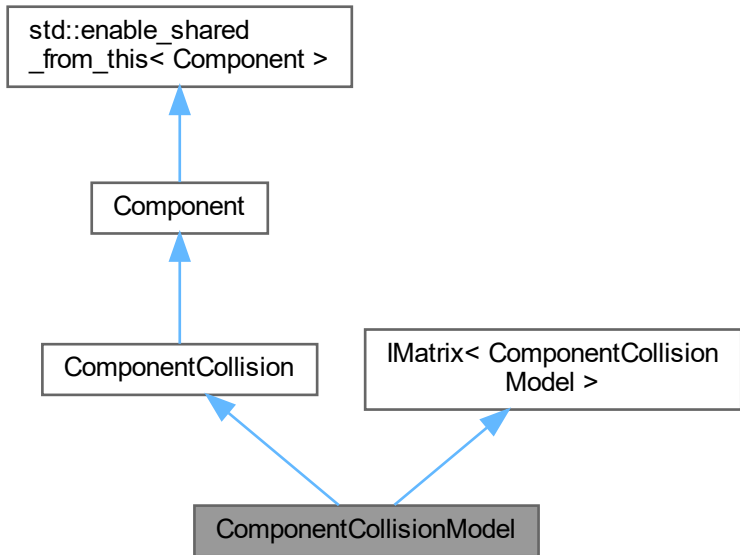 std::enable_shared
_from_this< Component >
Component
ComponentCollision
IMatrix< ComponentCollision
Model >
ComponentCollisionModel